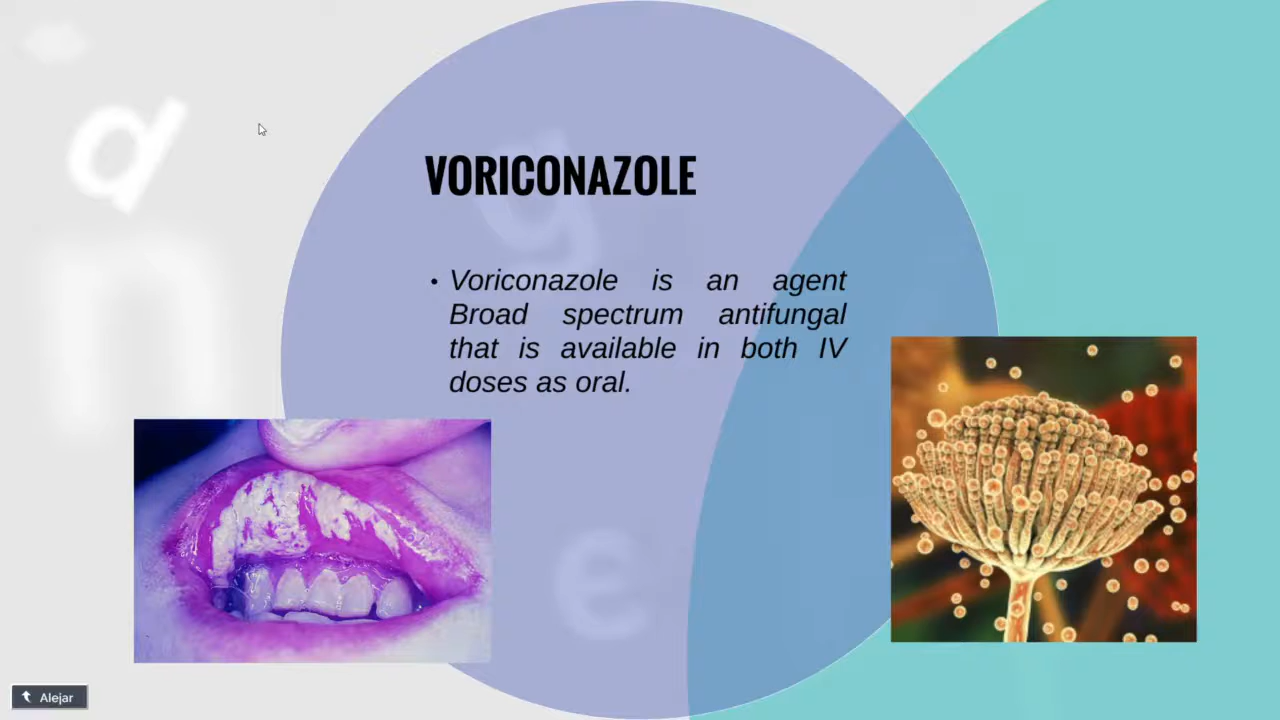 VORICONAZOLE
• Voriconazole is an agent
Broad spectrum antifungal
that is available in both IV
doses as oral.
d
n
g
e
Alejar